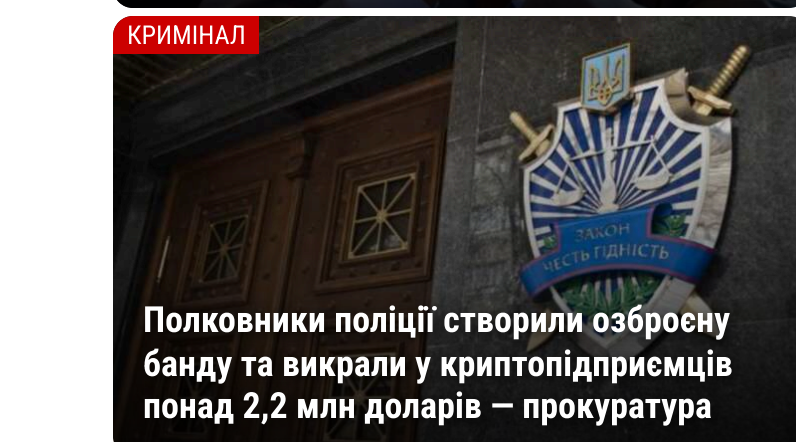 КРИМІНАЛ
ЗАКОН
ЧЕСТЬ ГІДНІСТЬ
Полковники поліції створили озброєну
банду та викрали у криптопідприємців
понад 2,2 млн доларів — прокуратура